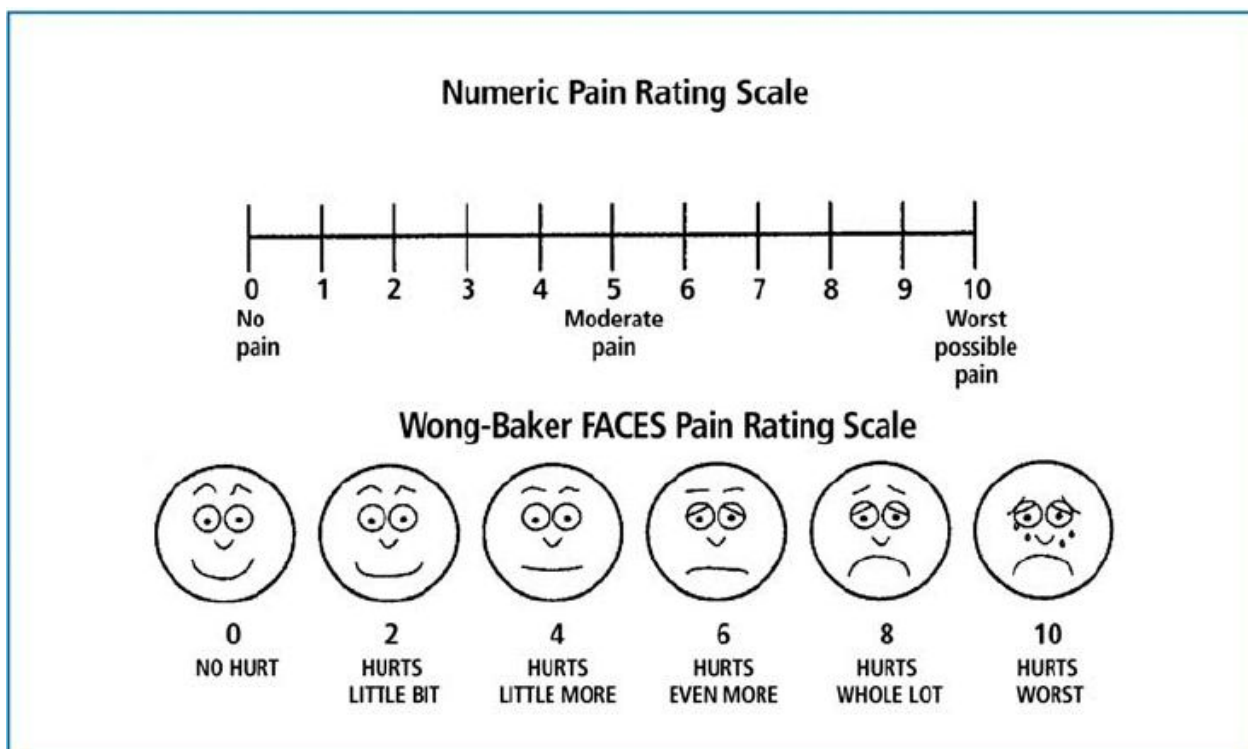 Numeric Pain Rating Scale
0 1 2 3 4 5 6 7 8 9 10
No pain
Moderate pain
Worst possible pain
Wong-Baker FACES Pain Rating Scale
0 2 4 6 8 10
NO HURT
HURTS LITTLE BIT
HURTS LITTLE MORE
HURTS EVEN MORE
HURTS WHOLE LOT
HURTS WORST